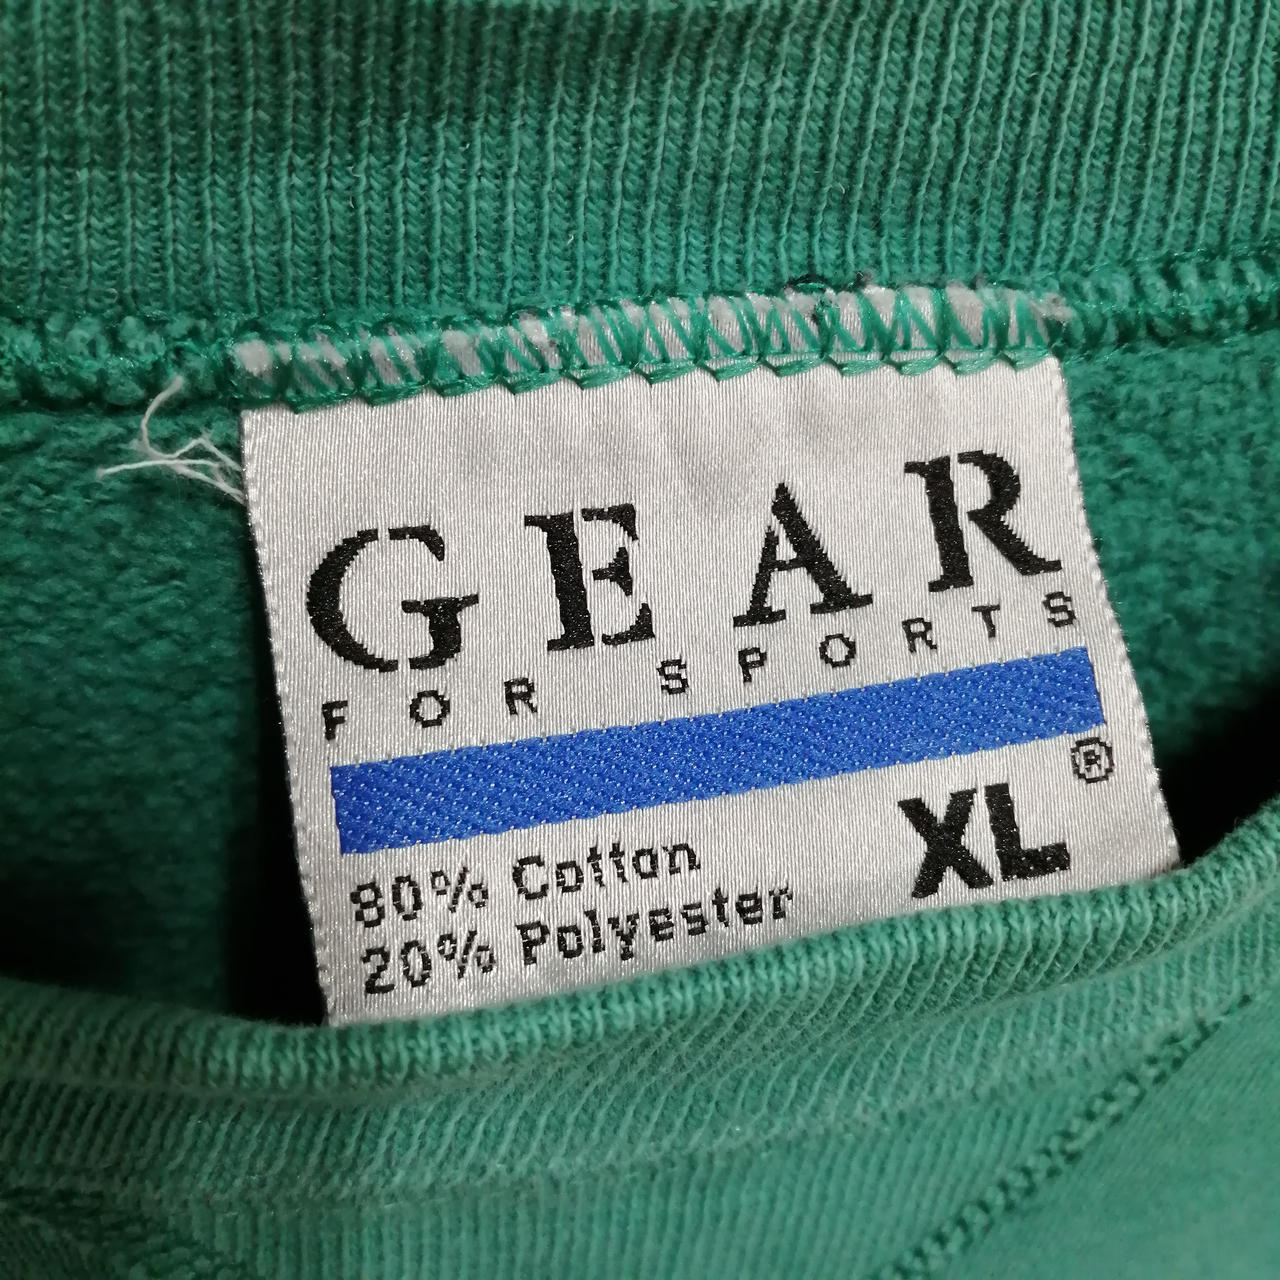 GEAR
FOR SPORTS
®
XL
80% Cotton
20% Polyester